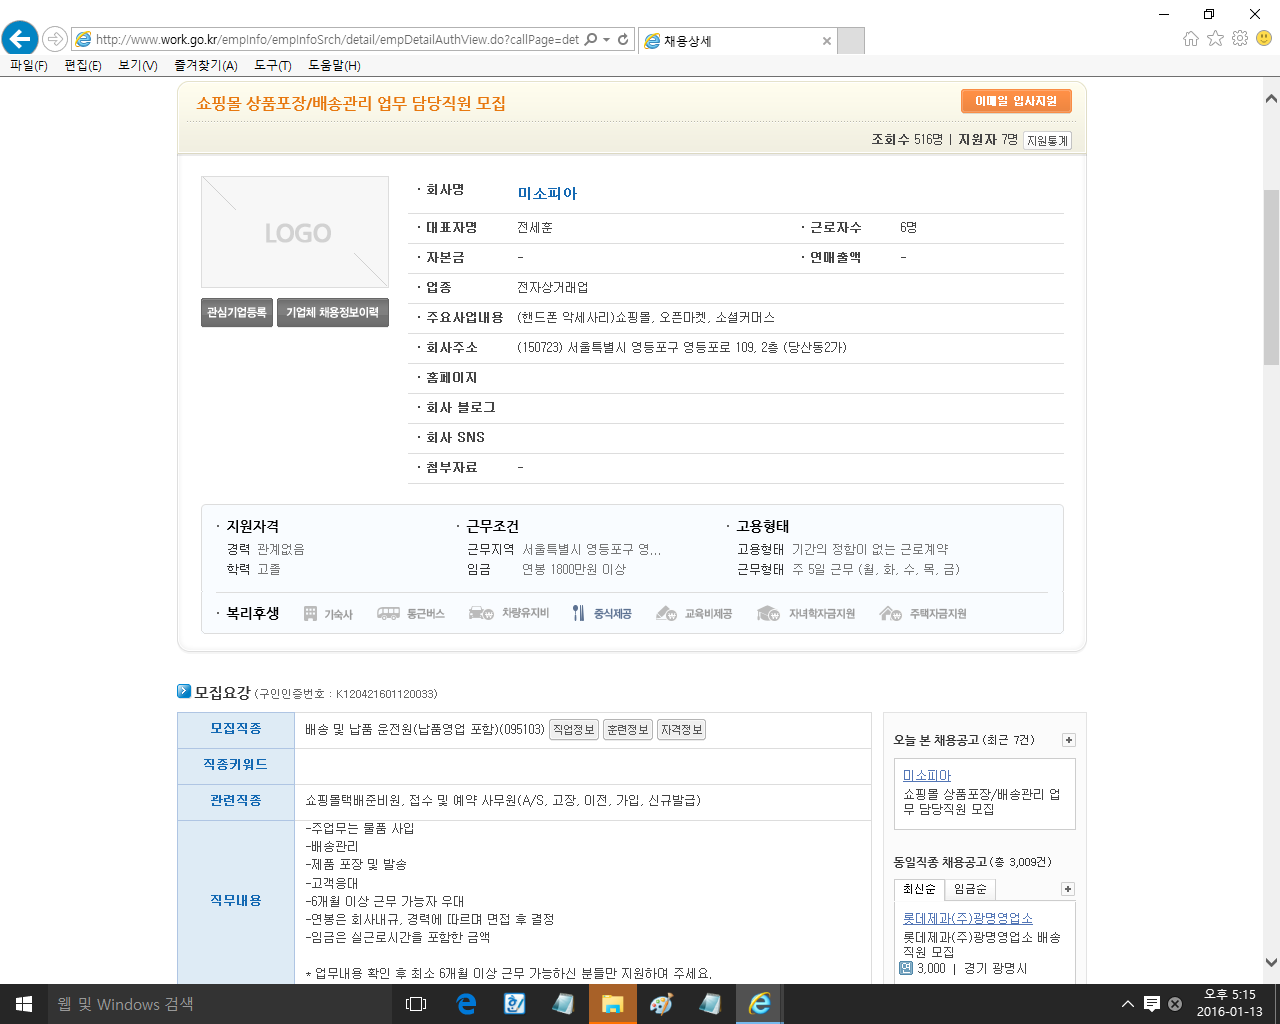 http://www.work.go.kr/empInfo/empInfoSrch/detail/empDetailAuthView.do?callPage=det
채용상세
파일(F) 편집(E) 보기(V) 즐겨찾기(A) 도구(T) 도움말(H)
쇼핑몰 상품포장/배송관리 업무 담당직원 모집
이메일 입사지원
조회수 516명 | 지원자 7명 지원통계
LOGO
관심기업등록 기업체 채용정보이력
· 회사명 미소피아
· 대표자명 전세훈 · 근로자수 6명
· 자본금 - · 연매출액 -
· 업종 전자상거래업
· 주요사업내용 (핸드폰 악세사리)쇼핑몰, 오픈마켓, 소셜커머스
· 회사주소 (150723) 서울특별시 영등포구 영등포로 109, 2층 (당산동2가)
· 홈페이지
· 회사 블로그
· 회사 SNS
· 첨부자료 -
· 지원자격 · 근무조건 · 고용형태
경력 관계없음 근무지역 서울특별시 영등포구 영... 고용형태 기간의 정함이 없는 근로계약
학력 고졸 임금 연봉 1800만원 이상 근무형태 주 5일 근무 (월, 화, 수, 목, 금)
· 복리후생 기숙사 통근버스 차량유지비 중식제공 교육비제공 자녀학자금지원 주택자금지원
모집요강 (구인인증번호 : K120421601120033)
모집직종 배송 및 납품 운전원(납품영업 포함)(095103) 직업정보 훈련정보 자격정보
직종키워드
관련직종 쇼핑몰택배준비원, 접수 및 예약 사무원(A/S, 고장, 이전, 가입, 신규발급)
직무내용
-주업무는 물품 사입
-배송관리
-제품 포장 및 발송
-고객응대
-6개월 이상 근무 가능자 우대
-연봉은 회사내규, 경력에 따르며 면접 후 결정
-임금은 실근로시간을 포함한 금액
* 업무내용 확인 후 최소 6개월 이상 근무 가능하신 분들만 지원하여 주세요.
오늘 본 채용공고 (최근 7건) +
미소피아
쇼핑몰 상품포장/배송관리 업
무 담당직원 모집
동일직종 채용공고 (총 3,009건)
최신순 임금순 +
롯데제과(주)광명영업소
롯데제과(주)광명영업소 배송
직원 모집
연 3,000 | 경기 광명시
웹 및 Windows 검색
오후 5:15
2016-01-13